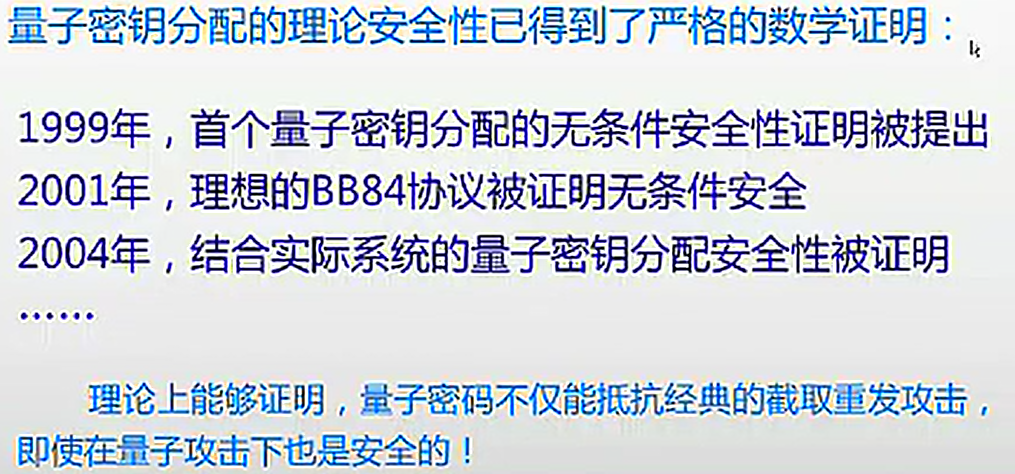 量子密钥分配的理论安全性已得到了严格的数学证明：
1999年，首个量子密钥分配的无条件安全性证明被提出
2001年，理想的BB84协议被证明无条件安全
2004年，结合实际系统的量子密钥分配安全性被证明
……
理论上能够证明，量子密码不仅能抵抗经典的截取重发攻击，
即使在量子攻击下也是安全的！